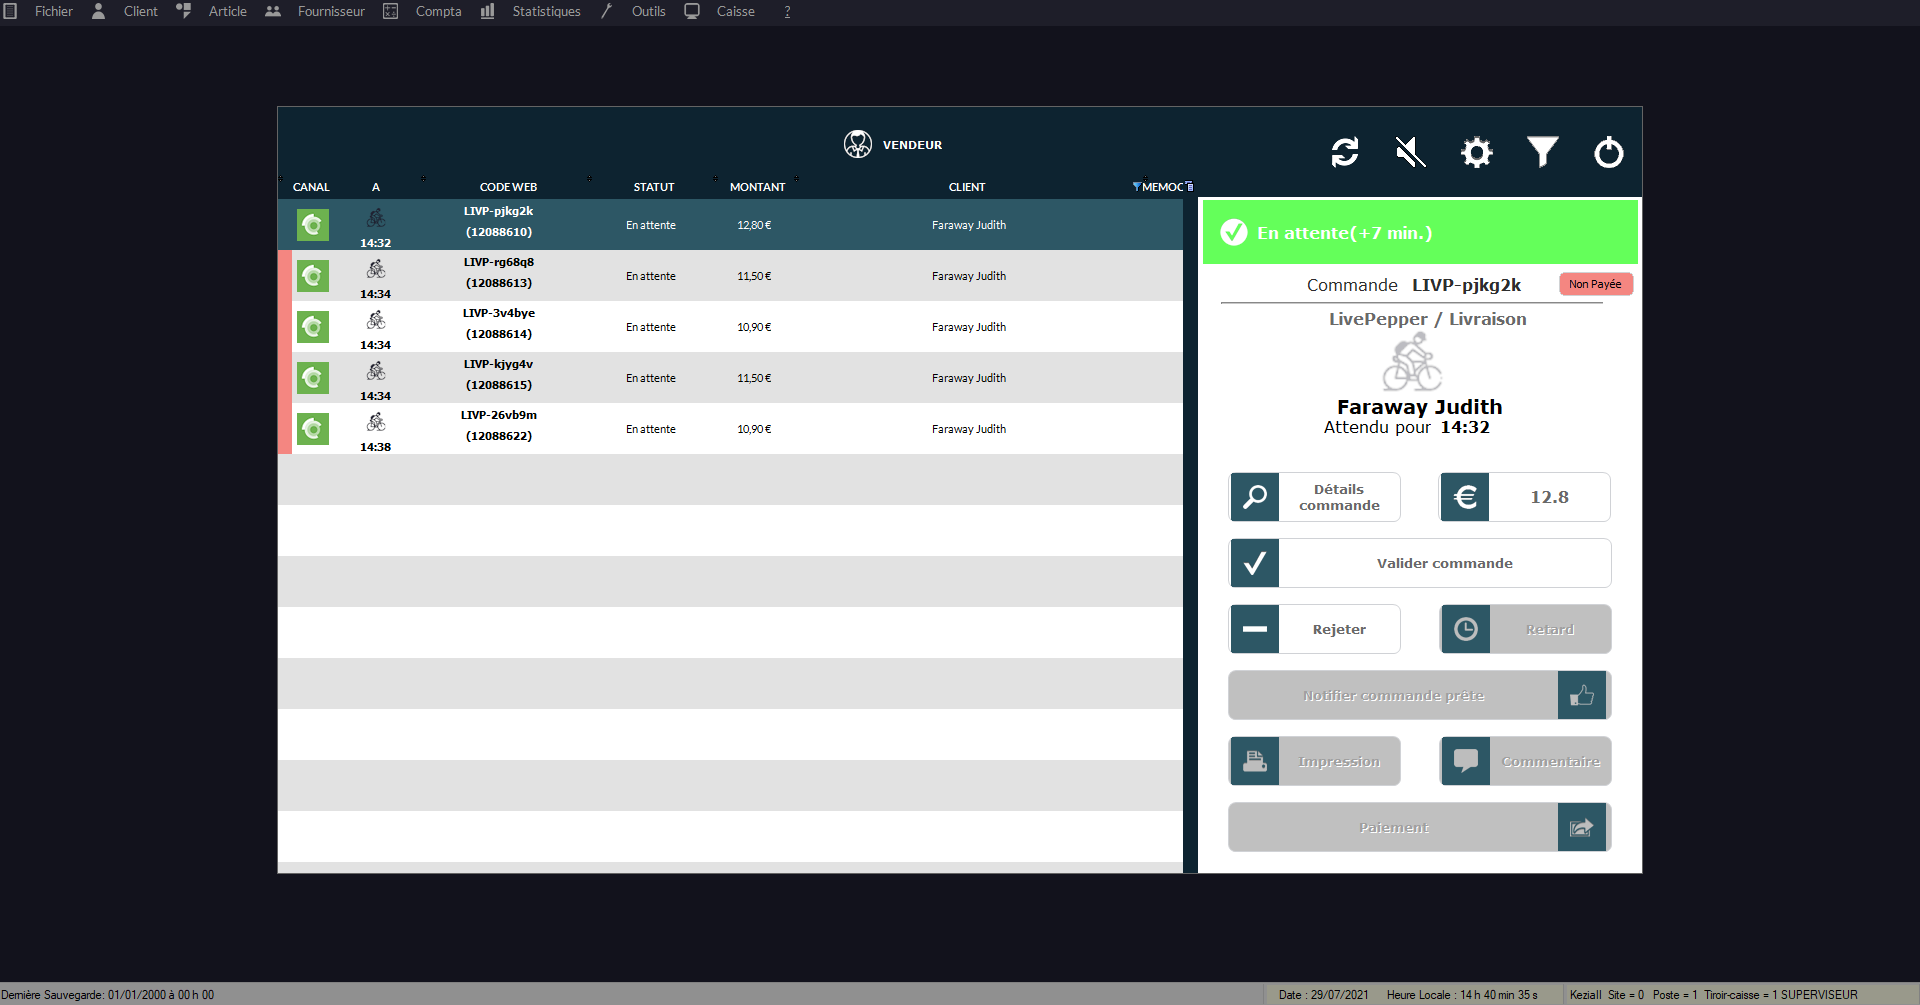 Fichier Client Article Fournisseur Compta Statistiques Outils Caisse ?
VENDEUR
CANAL A CODE WEB STATUT MONTANT CLIENT MEMOC
LIVP-pjkg2k
(12088610)
14:32
En attente 12,80 € Faraway Judith
LIVP-rg68q8
(12088613)
14:34
En attente 11,50 € Faraway Judith
LIVP-3v4bye
(12088614)
14:34
En attente 10,90 € Faraway Judith
LIVP-kjyg4v
(12088615)
14:34
En attente 11,50 € Faraway Judith
LIVP-26vb9m
(12088622)
14:38
En attente 10,90 € Faraway Judith
En attente(+7 min.)
Commande LIVP-pjkg2k Non Payée
LivePepper / Livraison
Faraway Judith
Attendu pour 14:32
Détails
commande
€ 12.8
Valider commande
Rejeter Retard
Notifier commande prête
Impression Commentaire
Paiement
Dernière Sauvegarde: 01/01/2000 à 00 h 00 Date : 29/07/2021 Heure Locale : 14 h 40 min 35 s KeziaII Site = 0 Poste = 1 Tiroir-caisse = 1 SUPERVISEUR